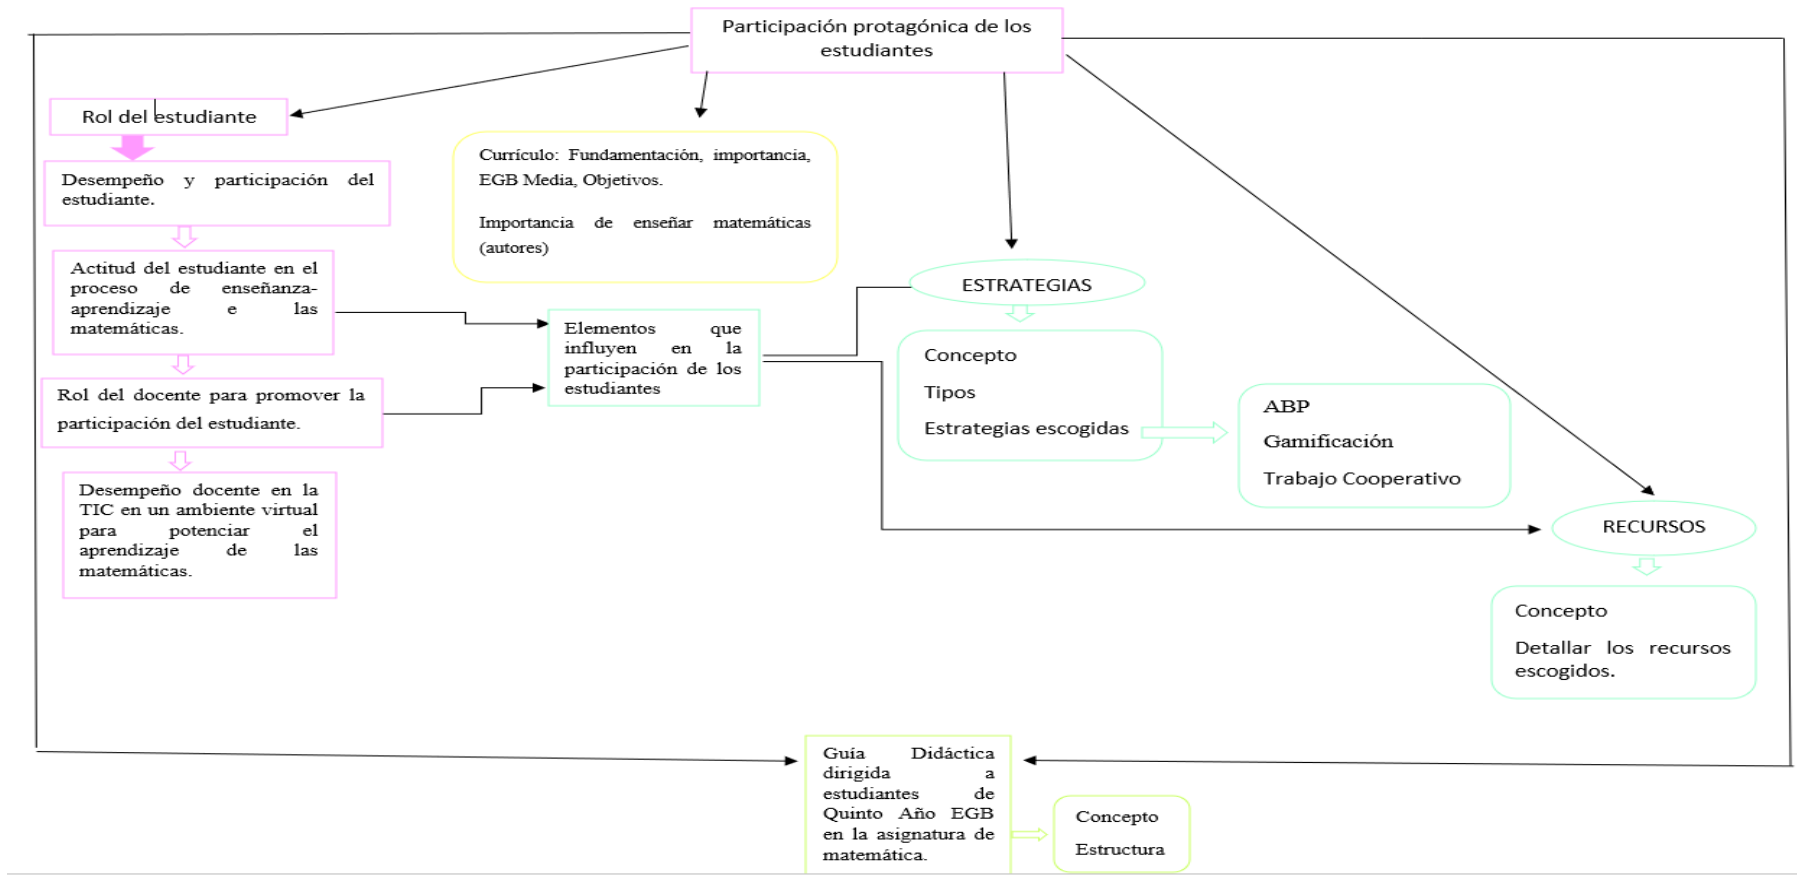 Participación protagónica de los
estudiantes
Rol del estudiante
Desempeño y participación del
estudiante.
Actitud del estudiante en el
proceso de enseñanza-
aprendizaje e las
matemáticas.
Rol del docente para promover la
participación del estudiante.
Desempeño docente en la
TIC en un ambiente virtual
para potenciar el
aprendizaje de las
matemáticas.
Currículo: Fundamentación, importancia,
EGB Media, Objetivos.
Importancia de enseñar matemáticas
(autores)
Elementos que
influyen en la
participación de los
estudiantes
ESTRATEGIAS
Concepto
Tipos
Estrategias escogidas
ABP
Gamificación
Trabajo Cooperativo
RECURSOS
Concepto
Detallar los recursos
escogidos.
Guía Didáctica
dirigida a
estudiantes de
Quinto Año EGB
en la asignatura de
matemática.
Concepto
Estructura